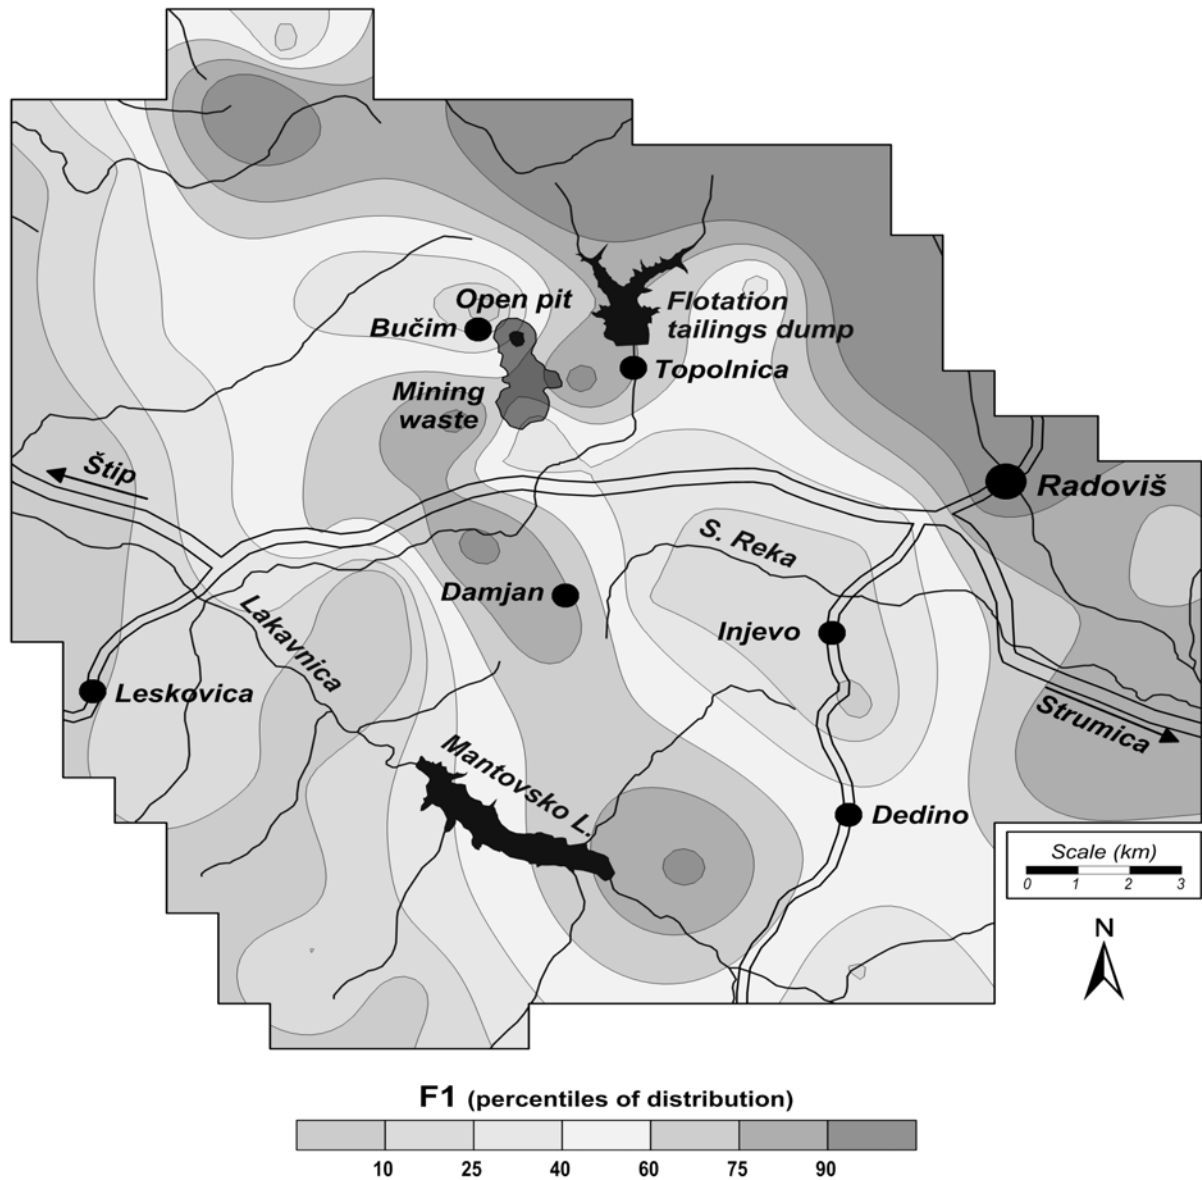 Open pit
Bučim
Flotation
tailings dump
Topolnica
Mining
waste
Štip
Radoviš
S. Reka
Damjan
Injevo
Lakavnica
Leskovica
Strumica
Mantovsko L.
Dedino
Scale (km)
0 1 2 3
N
F1 (percentiles of distribution)
10 25 40 60 75 90